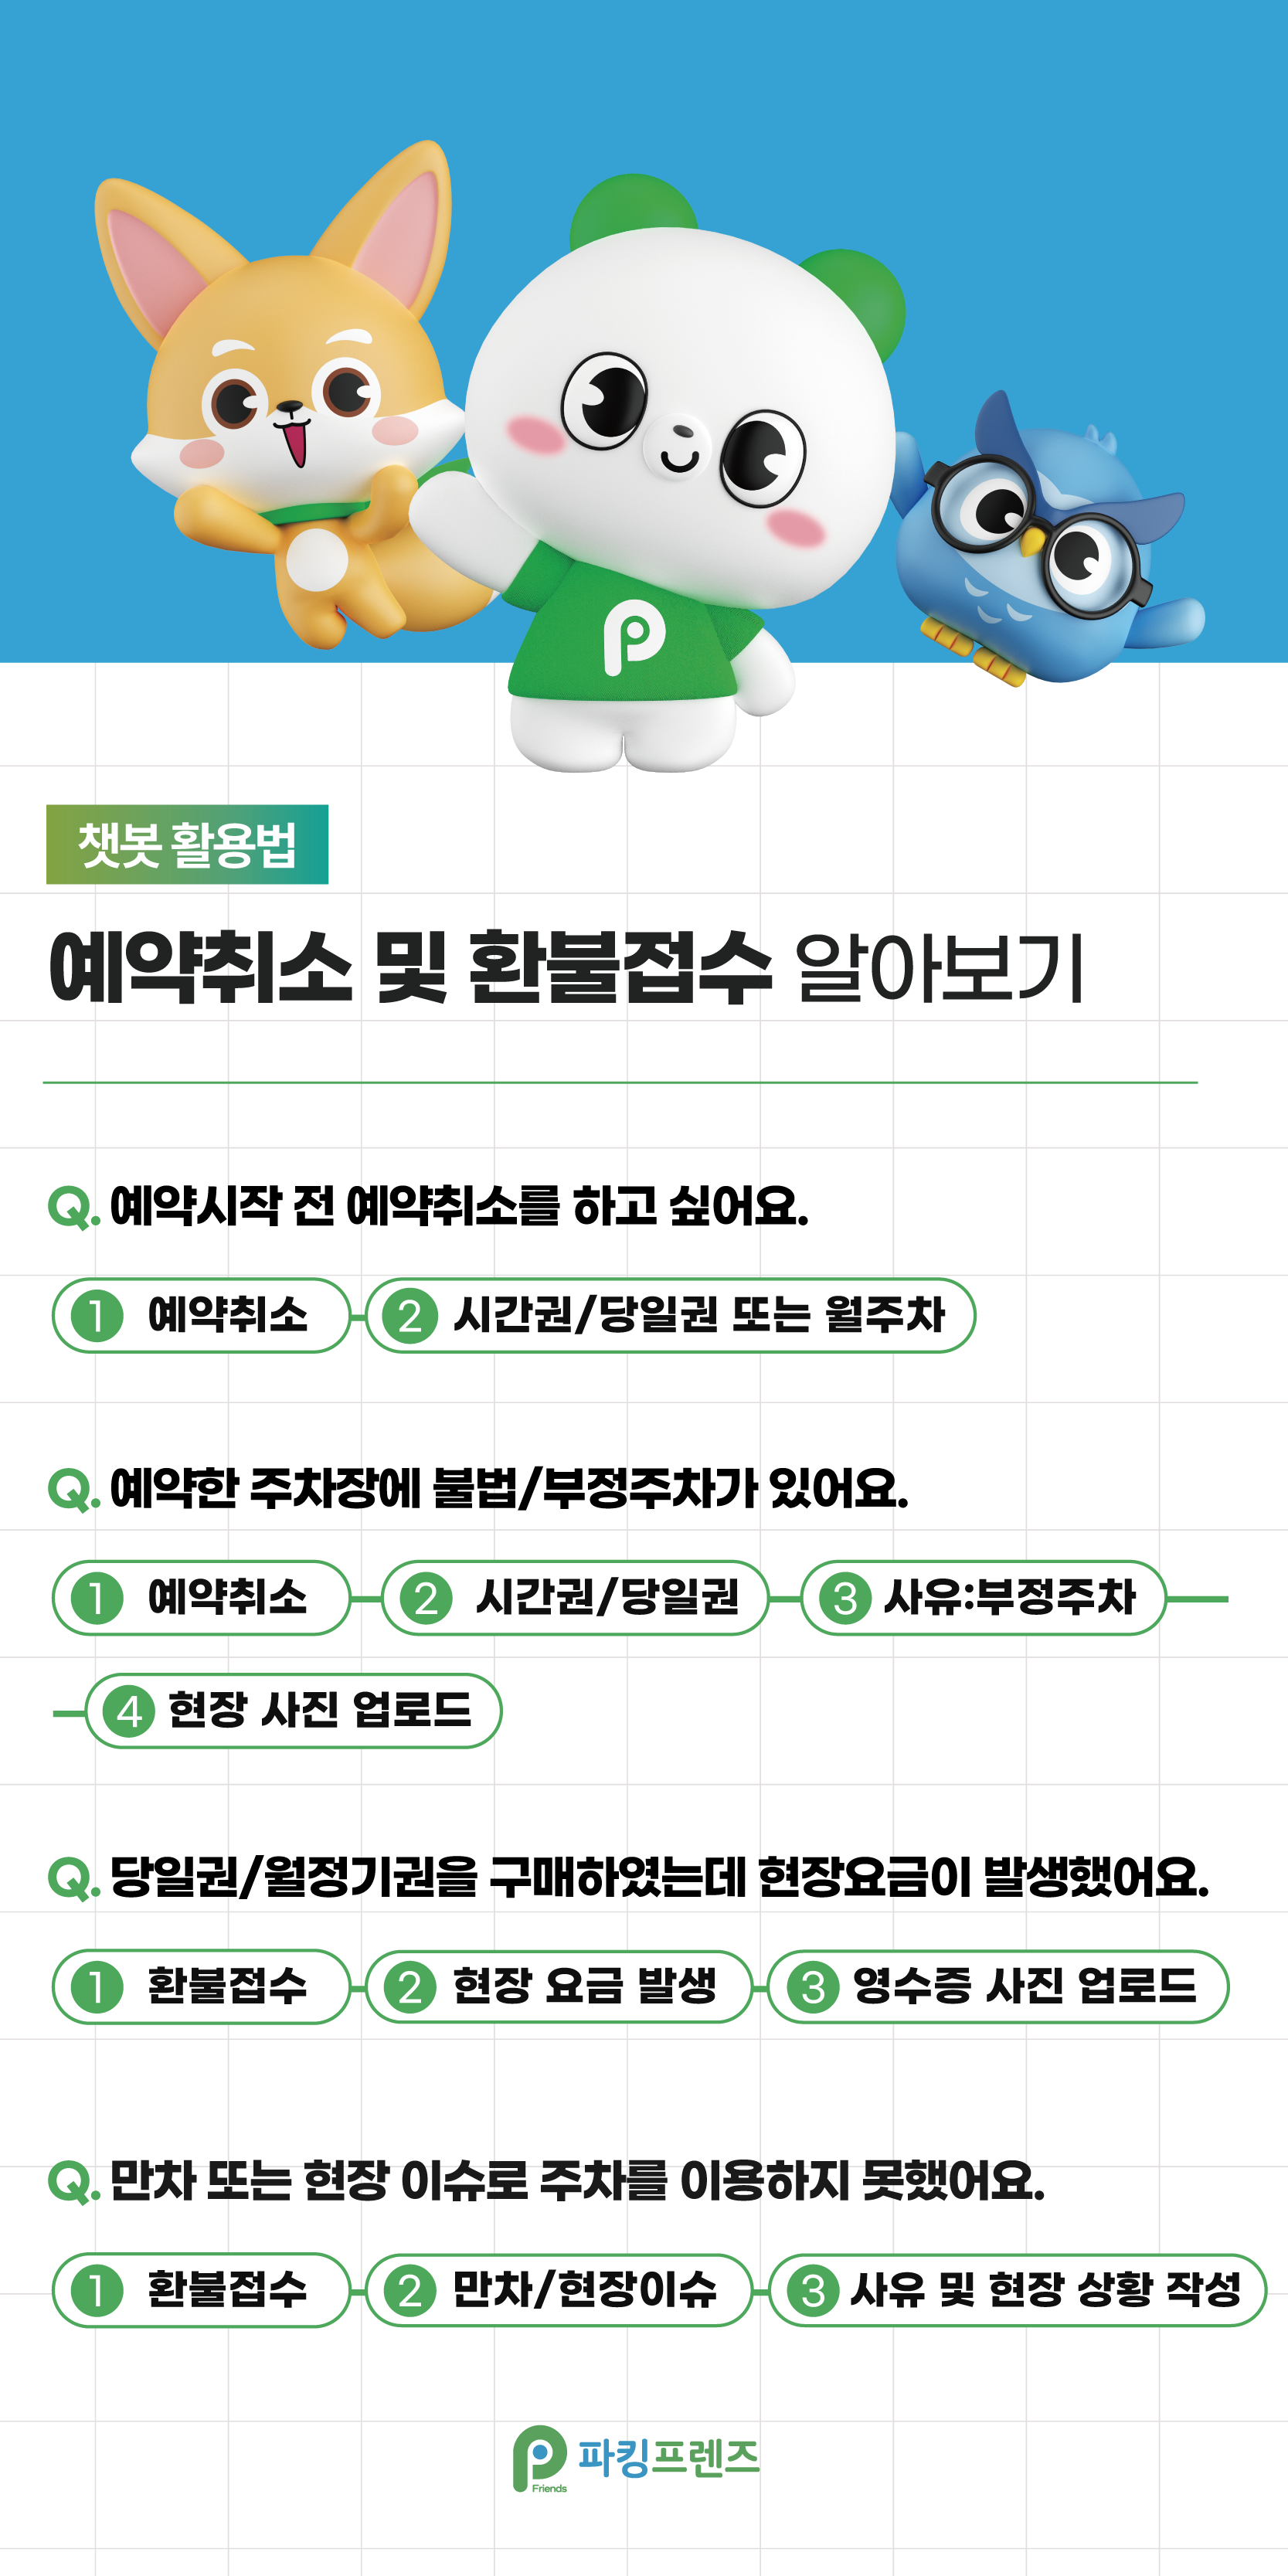 챗봇 활용법
예약취소 및 환불접수 알아보기
Q. 예약시작 전 예약취소를 하고 싶어요.
1 예약취소 2 시간권/당일권 또는 월주차
Q. 예약한 주차장에 불법/부정주차가 있어요.
1 예약취소 2 시간권/당일권 3 사유:부정주차
4 현장 사진 업로드
Q. 당일권/월정기권을 구매하였는데 현장요금이 발생했어요.
1 환불접수 2 현장 요금 발생 3 영수증 사진 업로드
Q. 만차 또는 현장 이슈로 주차를 이용하지 못했어요.
1 환불접수 2 만차/현장이슈 3 사유 및 현장 상황 작성
파킹프렌즈
Friends